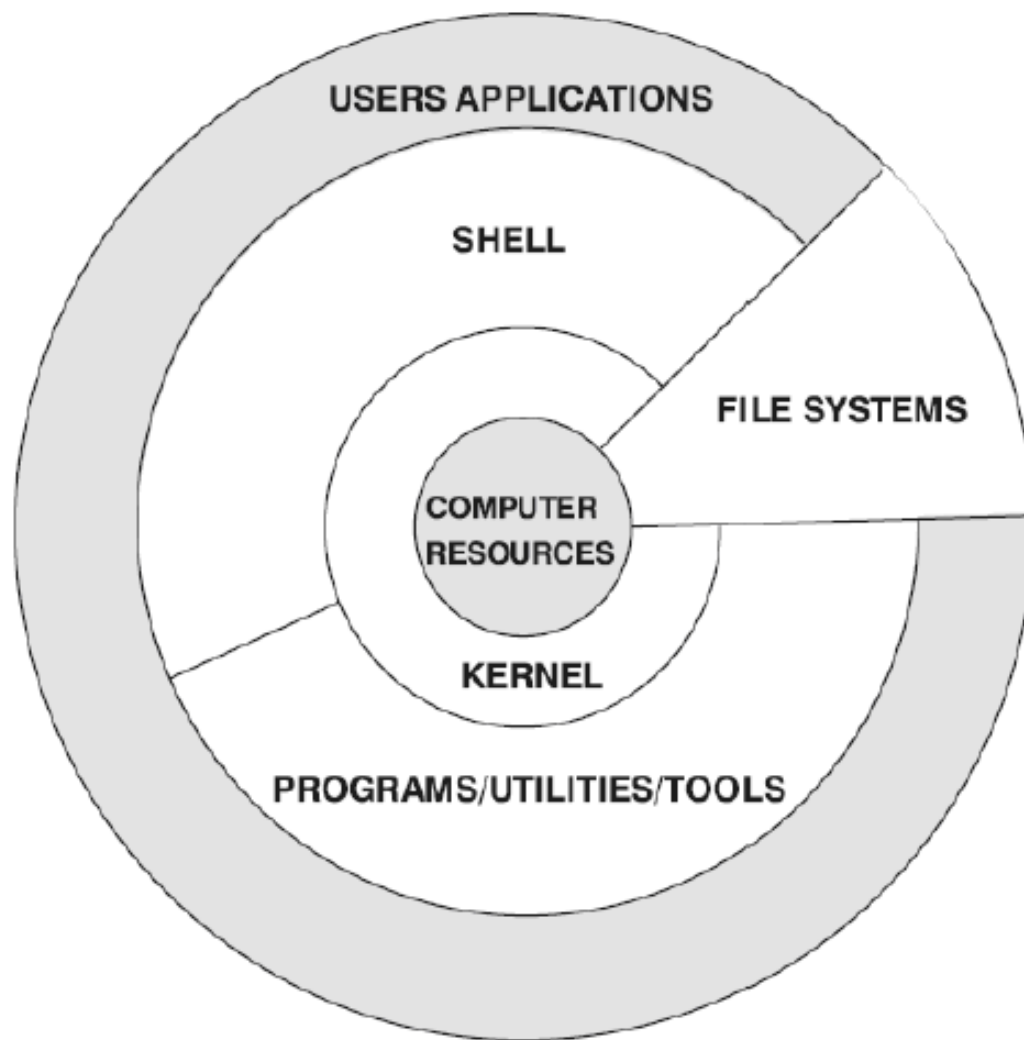 USERS APPLICATIONS
SHELL
FILE SYSTEMS
COMPUTER
RESOURCES
KERNEL
PROGRAMS/UTILITIES/TOOLS